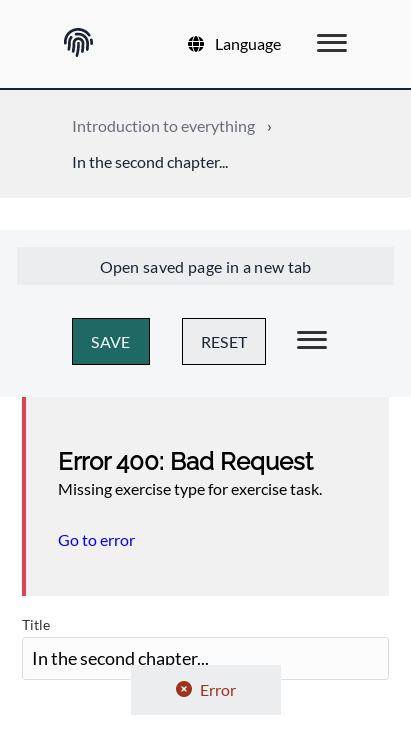 Language
Introduction to everything ›
In the second chapter...
Open saved page in a new tab
SAVE RESET
Error 400: Bad Request
Missing exercise type for exercise task.
Go to error
Title
In the second chapter...
Error